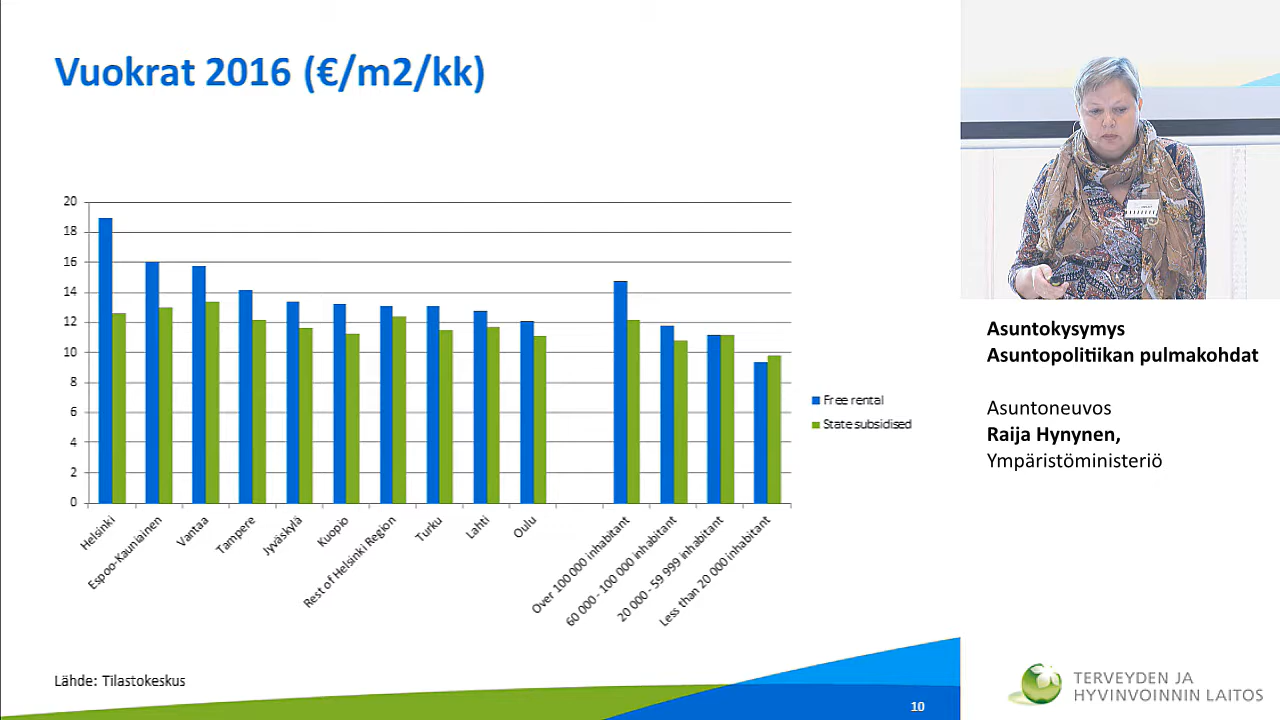 Vuokrat 2016 (€/m2/kk)
20
18
16
14
12
10
8
6
4
2
0
Helsinki
Espoo-Kauniainen
Vantaa
Tampere
Jyväskylä
Kuopio
Rest of Helsinki Region
Turku
Lahti
Oulu
Over 100 000 inhabitant
60 000 - 100 000 inhabitant
20 000 - 59 999 inhabitant
Less than 20 000 inhabitant
Free rental
State subsidised
Lähde: Tilastokeskus
10
Asuntokysymys
Asuntopolitiikan pulmakohdat
Asuntoneuvos
Raija Hynynen,
Ympäristöministeriö
TERVEYDEN JA
HYVINVOINNIN LAITOS